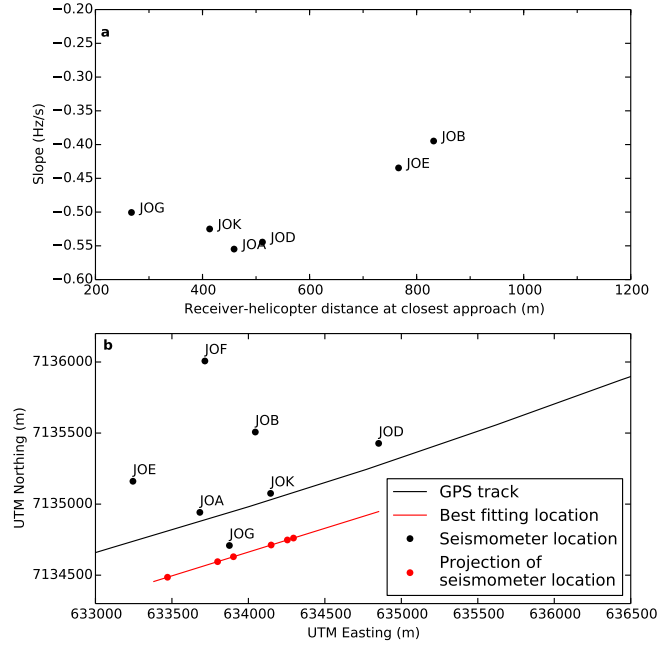 a
−0.20
−0.25
−0.30
−0.35
−0.40
−0.45
−0.50
−0.55
−0.60
Slope (Hz/s)
JOB
JOE
JOG
JOK
JOA
JOD
200
400
600
800
1000
1200
Receiver-helicopter distance at closest approach (m)
b
7136000
7135500
7135000
7134500
UTM Northing (m)
JOF
JOB
JOD
JOE
JOK
JOA
JOG
GPS track
Best fitting location
Seismometer location
Projection of
seismometer location
633000
633500
634000
634500
635000
635500
636000
636500
UTM Easting (m)